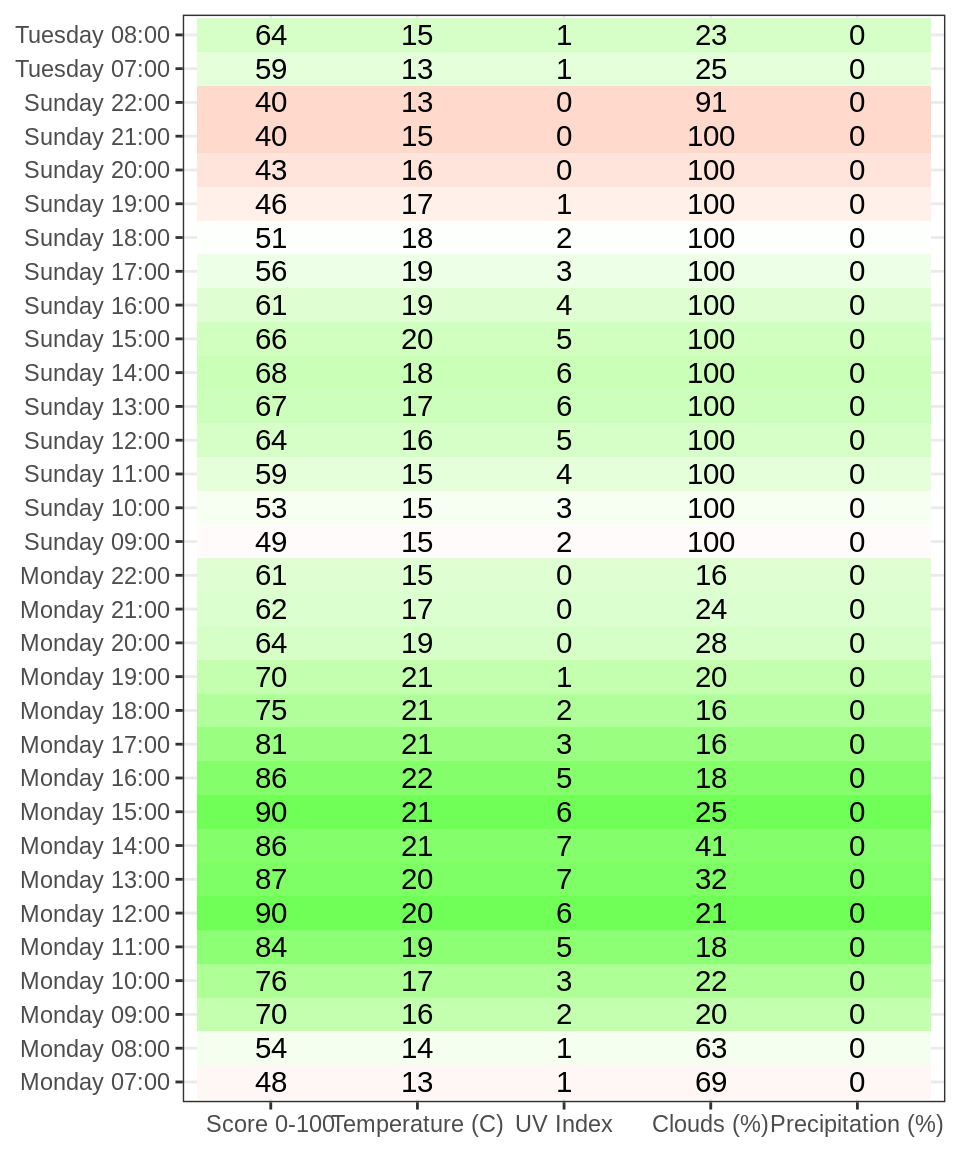 Tuesday 08:00 64 15 1 23 0
Tuesday 07:00 59 13 1 25 0
Sunday 22:00 40 13 0 91 0
Sunday 21:00 40 15 0 100 0
Sunday 20:00 43 16 0 100 0
Sunday 19:00 46 17 1 100 0
Sunday 18:00 51 18 2 100 0
Sunday 17:00 56 19 3 100 0
Sunday 16:00 61 19 4 100 0
Sunday 15:00 66 20 5 100 0
Sunday 14:00 68 18 6 100 0
Sunday 13:00 67 17 6 100 0
Sunday 12:00 64 16 5 100 0
Sunday 11:00 59 15 4 100 0
Sunday 10:00 53 15 3 100 0
Sunday 09:00 49 15 2 100 0
Monday 22:00 61 15 0 16 0
Monday 21:00 62 17 0 24 0
Monday 20:00 64 19 0 28 0
Monday 19:00 70 21 1 20 0
Monday 18:00 75 21 2 16 0
Monday 17:00 81 21 3 16 0
Monday 16:00 86 22 5 18 0
Monday 15:00 90 21 6 25 0
Monday 14:00 86 21 7 41 0
Monday 13:00 87 20 7 32 0
Monday 12:00 90 20 6 21 0
Monday 11:00 84 19 5 18 0
Monday 10:00 76 17 3 22 0
Monday 09:00 70 16 2 20 0
Monday 08:00 54 14 1 63 0
Monday 07:00 48 13 1 69 0
Score 0-100 Temperature (C) UV Index Clouds (%) Precipitation (%)